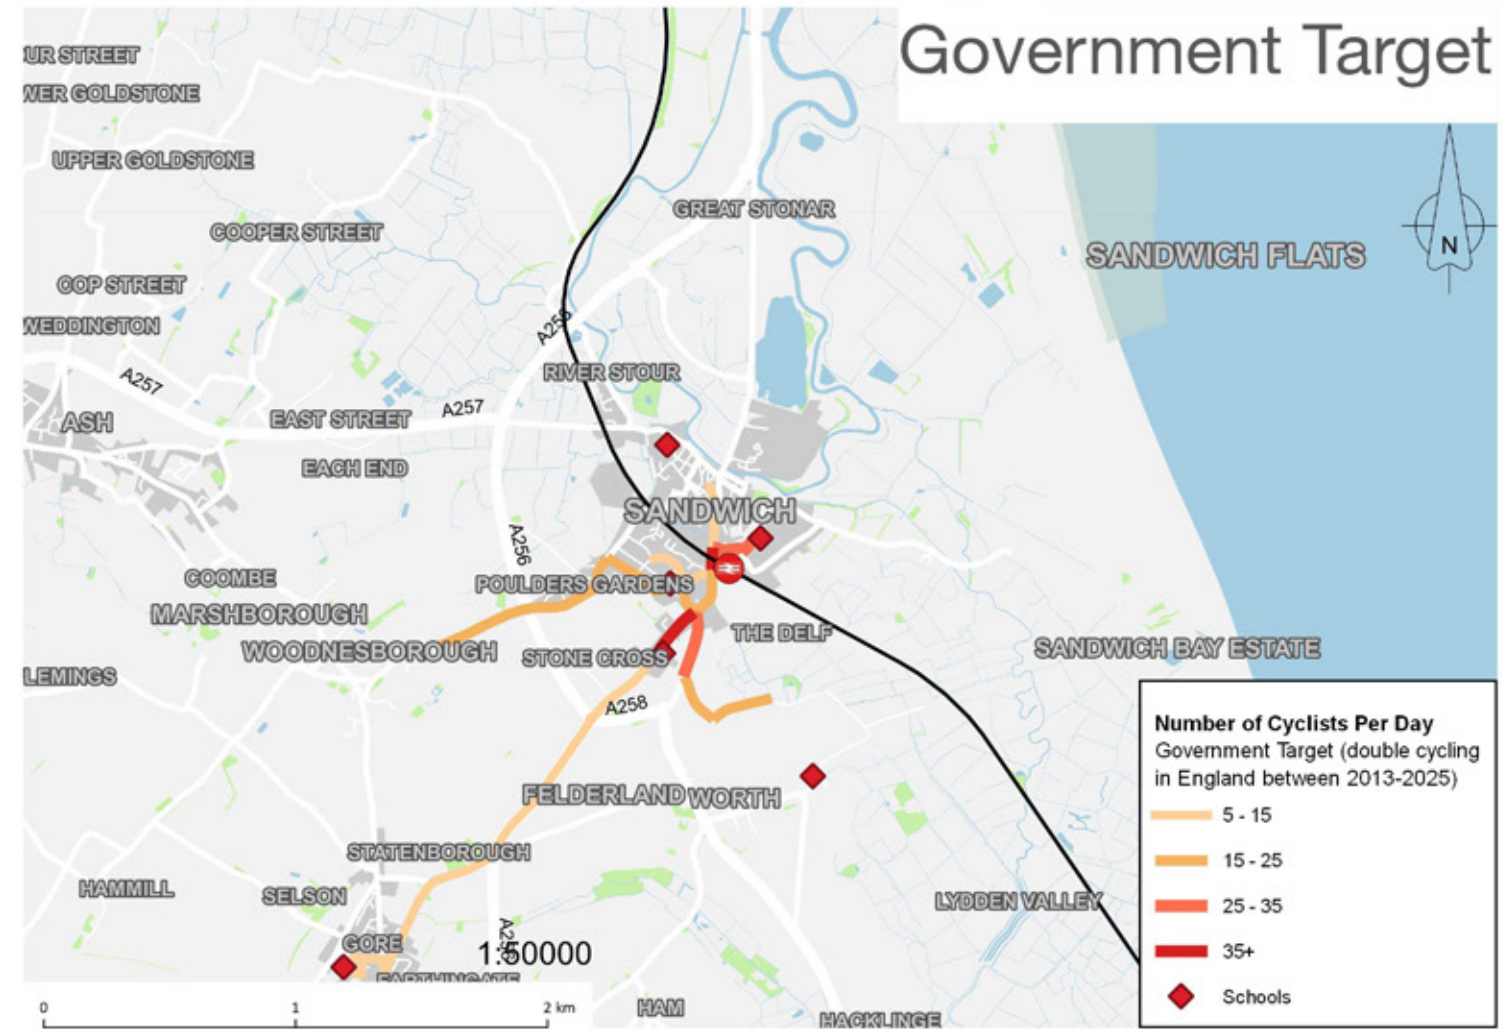 Government Target
UR STREET
WER GOLDSTONE
UPPER GOLDSTONE
GREAT STONAR
COOPER STREET
N
SANDWICH FLATS
COP STREET
WEDDINGTON
A256
RIVER STOUR
A257
A257
ASH
EAST STREET
EACH END
SANDWICH
A256
COOMBE
POULDERS GARDENS
MARSHBOROUGH
THE DELF
WOODNESBOROUGH
STONE CROSS
SANDWICH BAY ESTATE
LEMINGS
A258
Number of Cyclists Per Day
Government Target (double cycling
in England between 2013-2025)
5 - 15
15 - 25
25 - 35
35+
Schools
FELDERLAND
WORTH
STATENBOROUGH
HAMMILL
SELSON
LYDDEN VALLEY
GORE
1:50000
EARTHINGATE
HAM
HACKLINGE
0
1
2 km